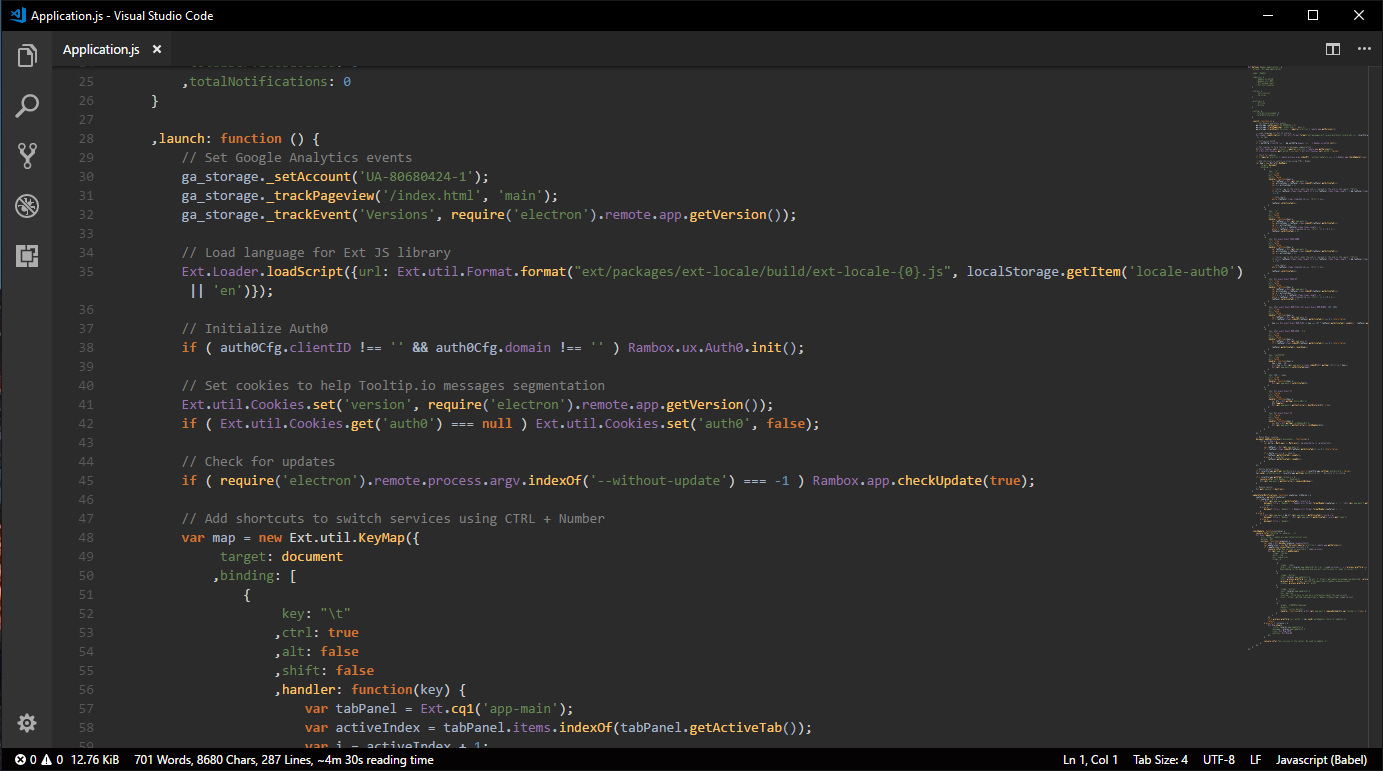 Application.js - Visual Studio Code
Application.js
25 ,totalNotifications: 0
26 }
27
28 ,launch: function () {
29 // Set Google Analytics events
30 ga_storage._setAccount('UA-80680424-1');
31 ga_storage._trackPageview('/index.html', 'main');
32 ga_storage._trackEvent('Versions', require('electron').remote.app.getVersion());
33
34 // Load language for Ext JS library
35 Ext.Loader.loadScript({url: Ext.util.Format.format("ext/packages/ext-locale/build/ext-locale-{0}.js", localStorage.getItem('locale-auth0')
|| 'en')});
36
37 // Initialize Auth0
38 if ( auth0Cfg.clientID !== '' && auth0Cfg.domain !== '' ) Rambox.ux.Auth0.init();
39
40 // Set cookies to help Tooltip.io messages segmentation
41 Ext.util.Cookies.set('version', require('electron').remote.app.getVersion());
42 if ( Ext.util.Cookies.get('auth0') === null ) Ext.util.Cookies.set('auth0', false);
43
44 // Check for updates
45 if ( require('electron').remote.process.argv.indexOf('--without-update') === -1 ) Rambox.app.checkUpdate(true);
46
47 // Add shortcuts to switch services using CTRL + Number
48 var map = new Ext.util.KeyMap({
49 target: document
50 ,binding: [
51 {
52 key: "\t"
53 ,ctrl: true
54 ,alt: false
55 ,shift: false
56 ,handler: function(key) {
57 var tabPanel = Ext.cq1('app-main');
58 var activeIndex = tabPanel.items.indexOf(tabPanel.getActiveTab());
59 var i = activeIndex + 1;
0 0 12.76 KiB 701 Words, 8680 Chars, 287 Lines, ~4m 30s reading time Ln 1, Col 1 Tab Size: 4 UTF-8 LF Javascript (Babel)